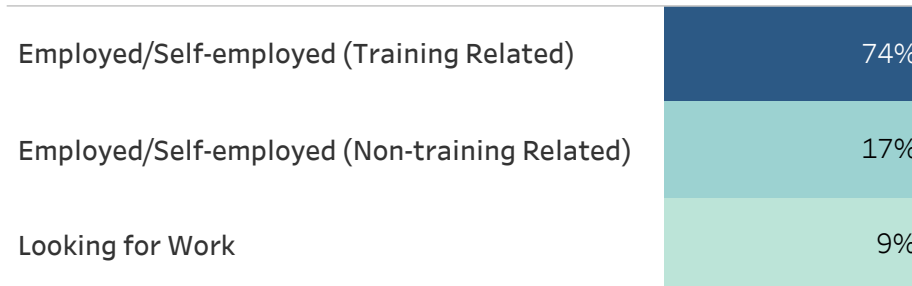 Employed/Self-employed (Training Related) 74%
Employed/Self-employed (Non-training Related) 17%
Looking for Work 9%